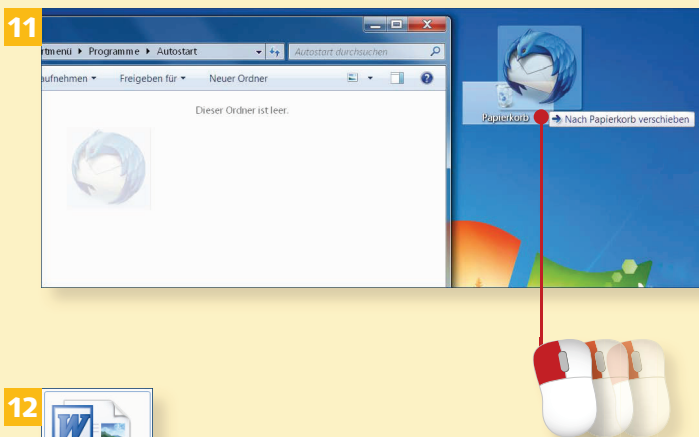 11
rtmenü ▸ Programme ▸ Autostart
Autostart durchsuchen
aufnehmen
Freigeben für
Neuer Ordner
Dieser Ordner ist leer.
Papierkorb
Nach Papierkorb verschieben
12
W